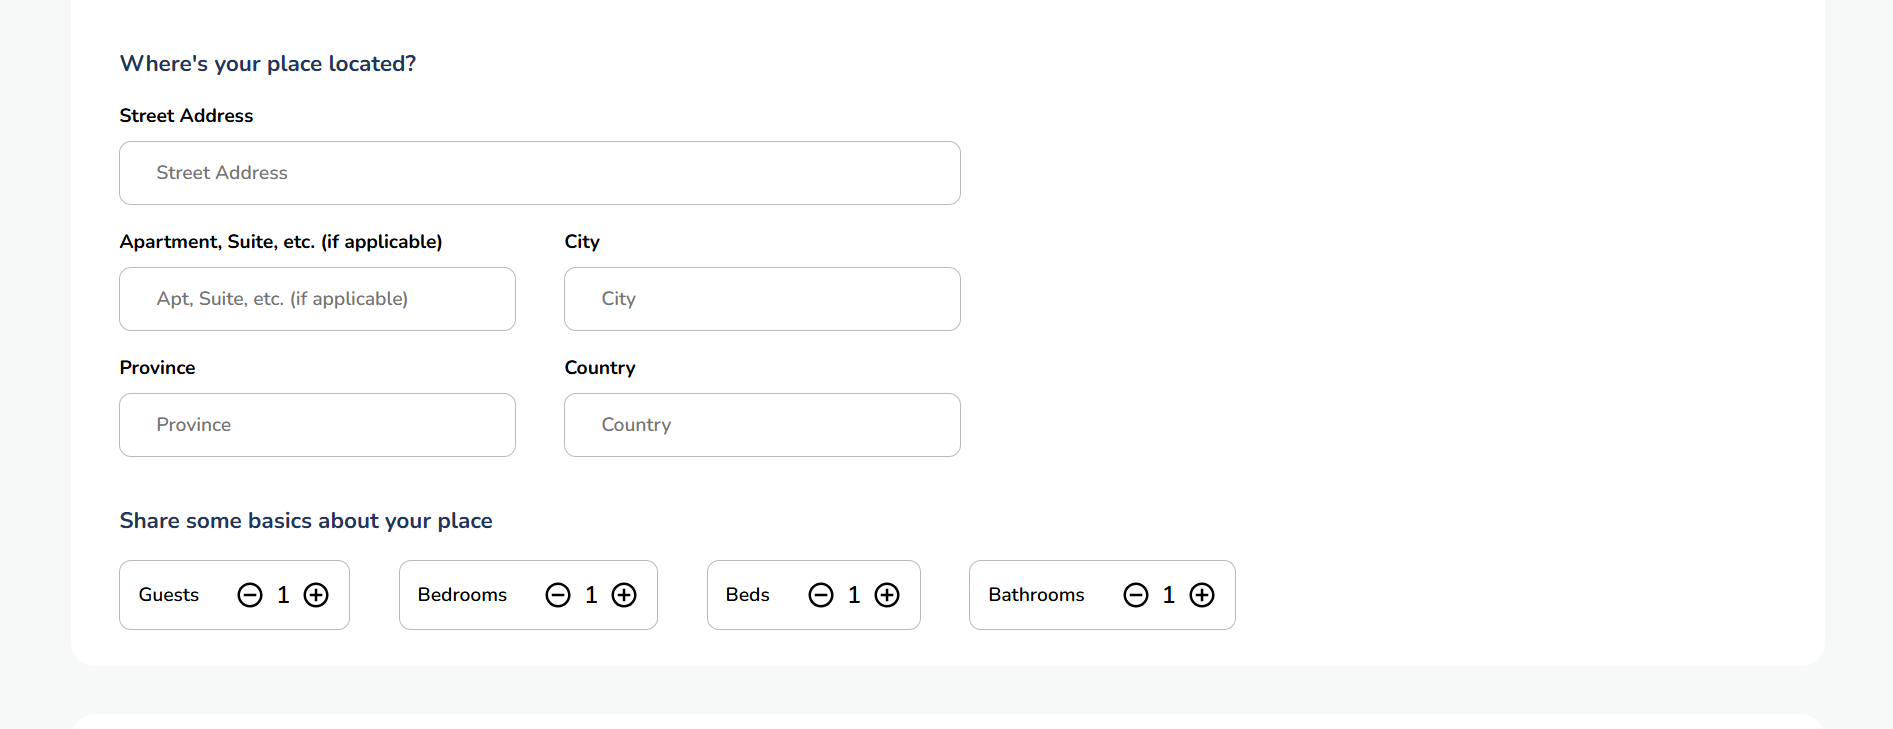 Where's your place located?
Street Address
Street Address
Apartment, Suite, etc. (if applicable) City
Apt, Suite, etc. (if applicable) City
Province Country
Province Country
Share some basics about your place
Guests 1 Bedrooms 1 Beds 1 Bathrooms 1